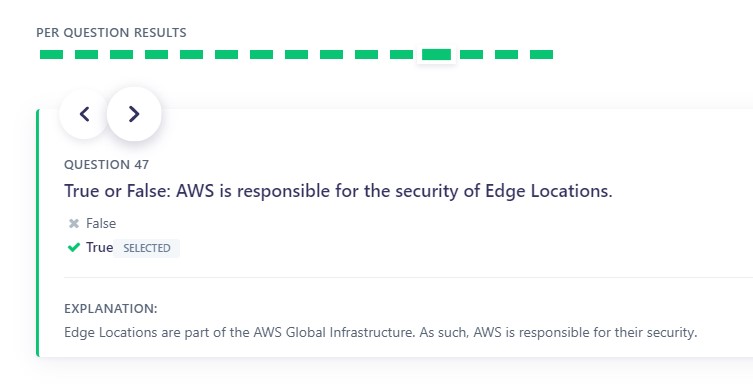 PER QUESTION RESULTS
QUESTION 47
True or False: AWS is responsible for the security of Edge Locations.
False
True SELECTED
EXPLANATION:
Edge Locations are part of the AWS Global Infrastructure. As such, AWS is responsible for their security.